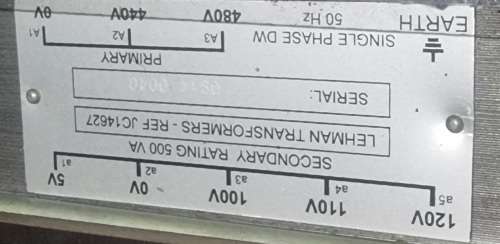 120V 110V 100V 0V 5V
a5 a4 a3 a2 a1
SECONDARY RATING 500 VA
LEHMAN TRANSFORMERS - REF JC14627
SERIAL:
PRIMARY
SINGLE PHASE DW A3 A2 A1
EARTH 50 Hz 480V 440V 0V